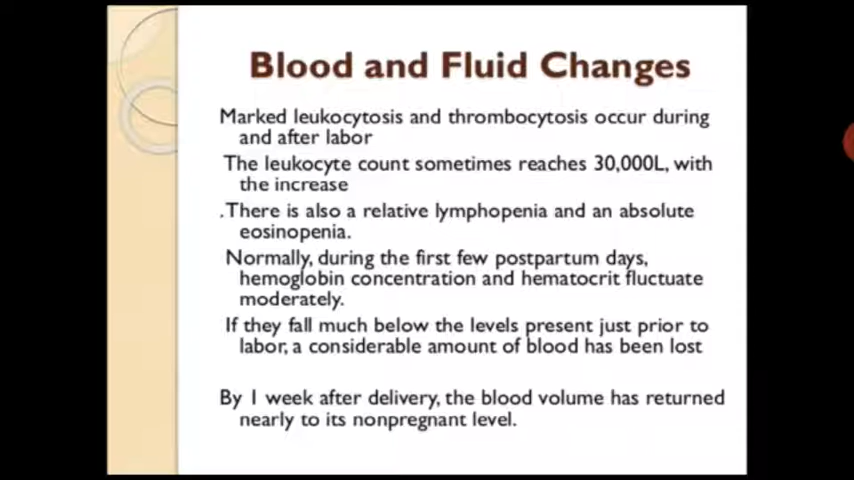 Blood and Fluid Changes
Marked leukocytosis and thrombocytosis occur during
and after labor
The leukocyte count sometimes reaches 30,000L, with
the increase
.There is also a relative lymphopenia and an absolute
eosinopenia.
Normally, during the first few postpartum days,
hemoglobin concentration and hematocrit fluctuate
moderately.
If they fall much below the levels present just prior to
labor, a considerable amount of blood has been lost
By 1 week after delivery, the blood volume has returned
nearly to its nonpregnant level.